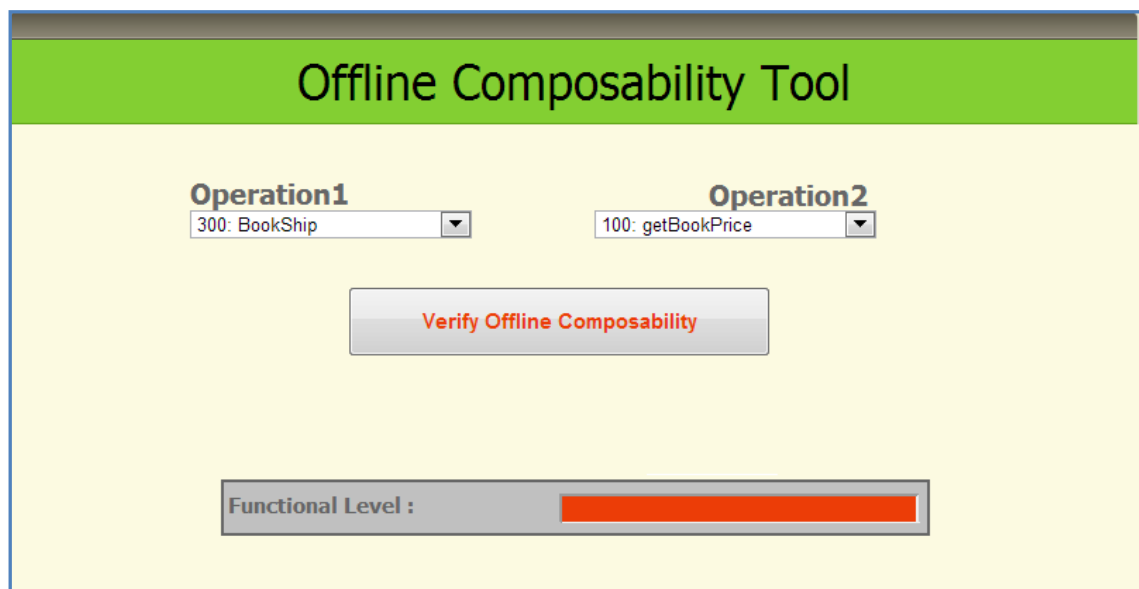 Offline Composability Tool
Operation1
Operation2
300: BookShip
100: getBookPrice
Verify Offline Composability
Functional Level :